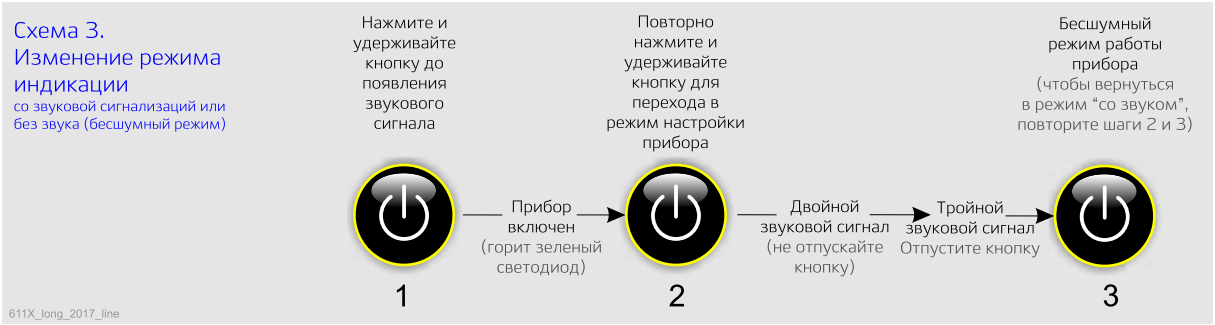 Схема 3.
Изменение режима
индикации
со звуковой сигнализаций или
без звука (бесшумный режим)
Нажмите и
удерживайте
кнопку до
появления
звукового
сигнала
Повторно
нажмите и
удерживайте
кнопку для
перехода в
режим настройки
прибора
Бесшумный
режим работы
прибора
(чтобы вернуться
в режим “со звуком”,
повторите шаги 2 и 3)
Прибор
включен
(горит зеленый
светодиод)
Двойной
звуковой сигнал
(не отпускайте
кнопку)
Тройной
звуковой сигнал
Отпустите кнопку
1
2
3
611X_long_2017_line